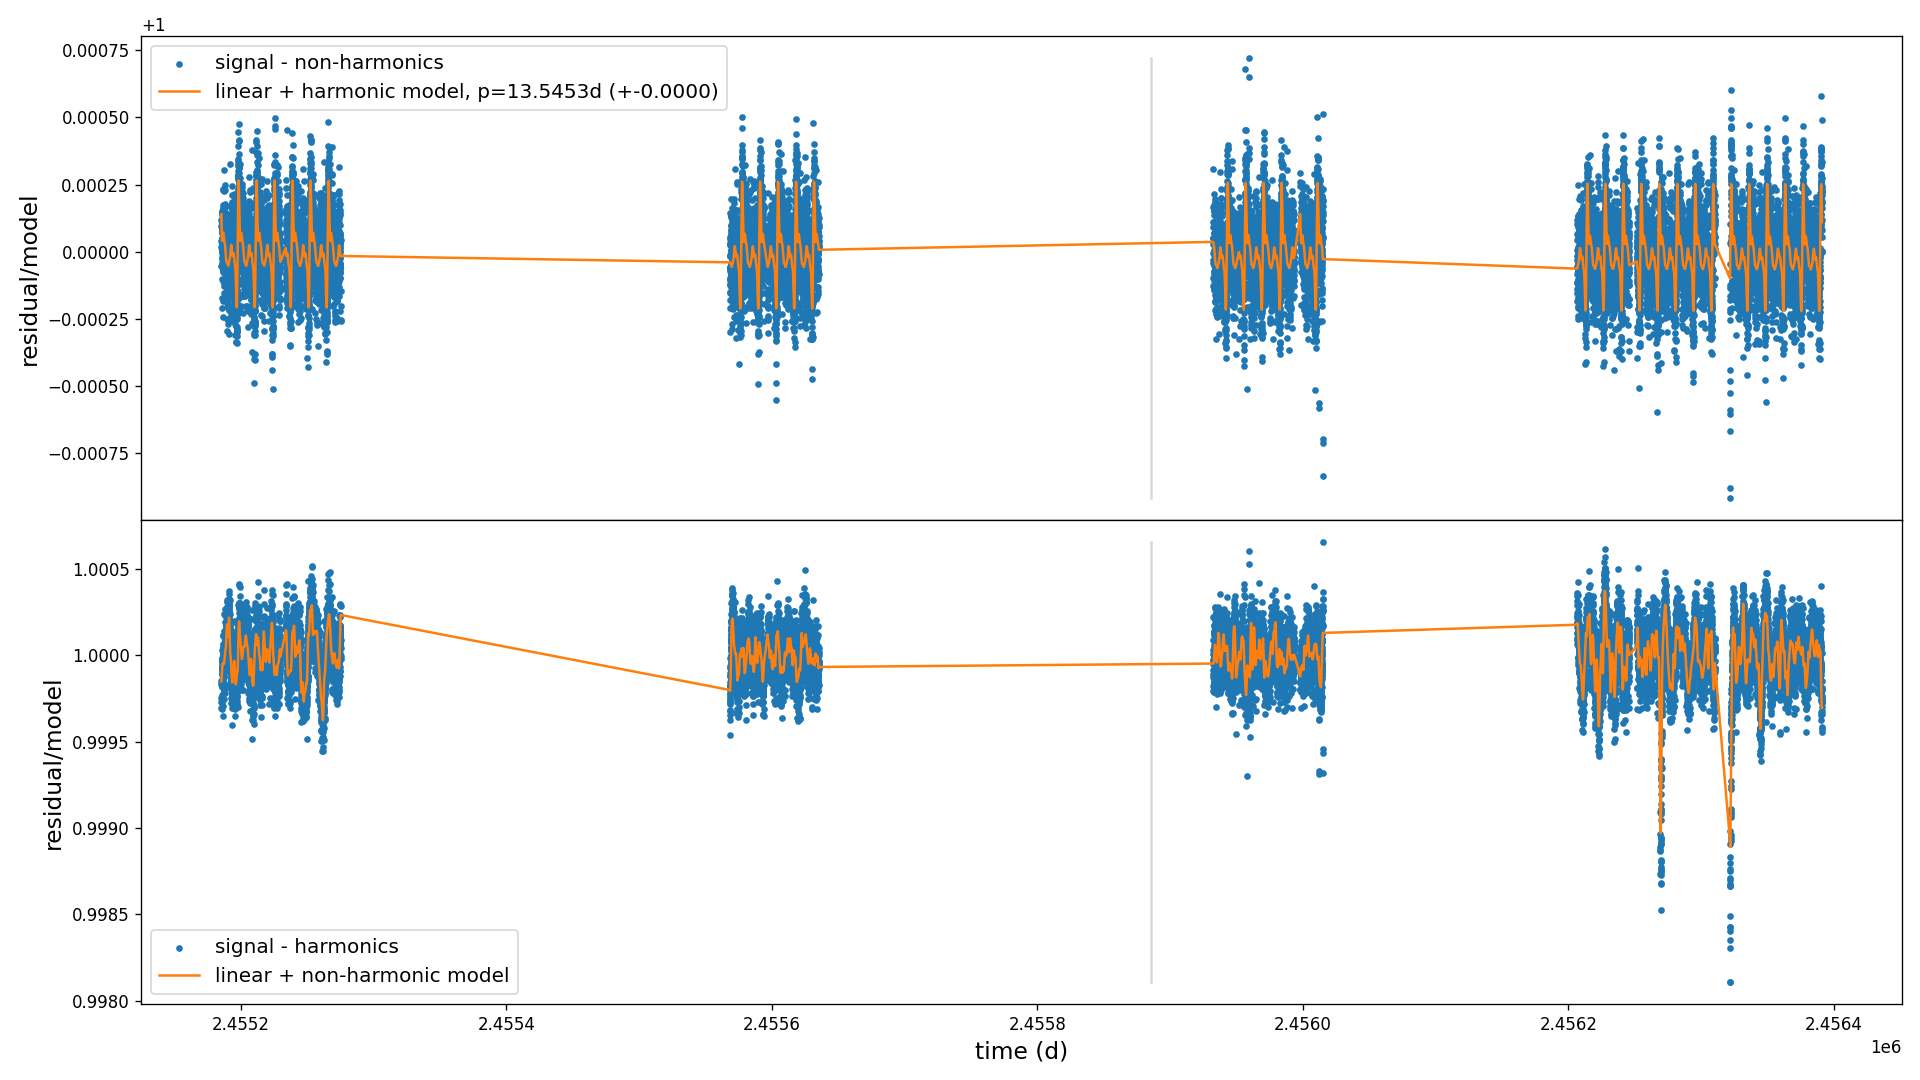 +1
0.00075
0.00050
0.00025
0.00000
−0.00025
−0.00050
−0.00075
residual/model
signal - non-harmonics
linear + harmonic model, p=13.5453d (+-0.0000)
1.0005
1.0000
0.9995
0.9990
0.9985
0.9980
residual/model
signal - harmonics
linear + non-harmonic model
2.4552 2.4554 2.4556 2.4558 2.4560 2.4562 2.4564
1e6
time (d)